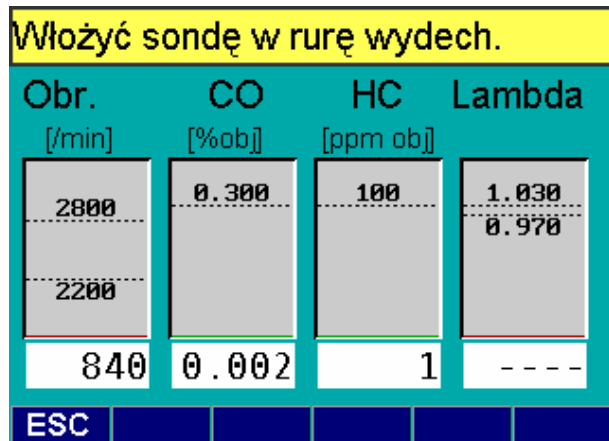 Włożyć sondę w rurę wydech.
Obr. CO HC Lambda
[/min] [%obj] [ppm obj]
2800 0.300 100 1.030
0.970
2200
840 0.002 1 ----
ESC